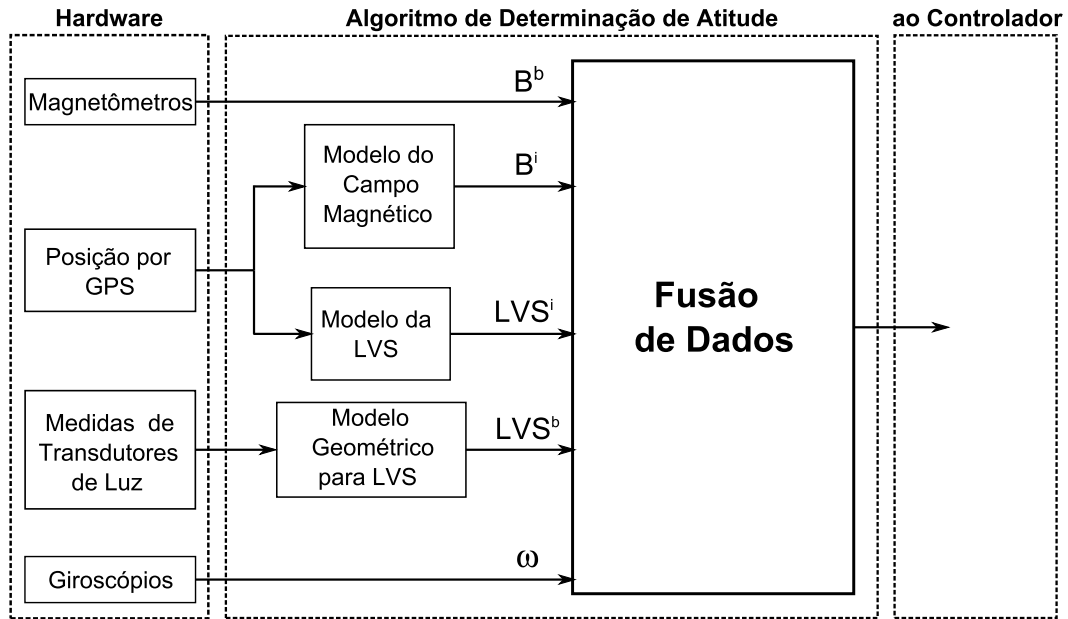 Hardware
Algoritmo de Determinação de Atitude
ao Controlador
Magnetômetros
B^b
Modelo do
Campo
Magnético
B^i
Posição por
GPS
Modelo da
LVS
LVS^i
Fusão
de Dados
Medidas de
Transdutores
de Luz
Modelo
Geométrico
para LVS
LVS^b
Giroscópios
ω